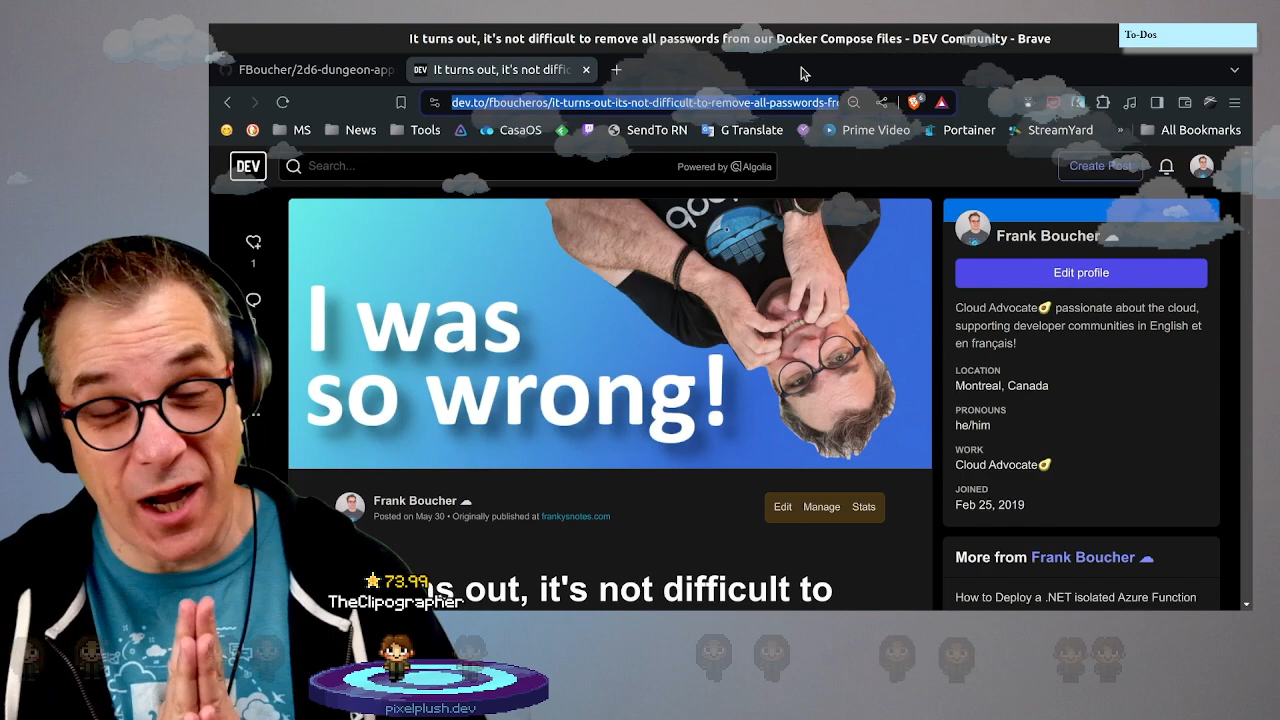 It turns out, it's not difficult to remove all passwords from our Docker Compose files - DEV Community - Brave
To-Dos
FBoucher/2d6-dungeon-app
DEV It turns out, it's not diffic
dev.to/fboucheros/it-turns-out-its-not-difficult-to-remove-all-passwords-fr
MS
News
Tools
CasaOS
SendTo RN
G Translate
Prime Video
Portainer
StreamYard
»
All Bookmarks
DEV
Search...
Powered by Algolia
Create Post
1
I was
so wrong!
Frank Boucher
Edit profile
Cloud Advocate🥑 passionate about the cloud,
supporting developer communities in English et
en français!
LOCATION
Montreal, Canada
PRONOUNS
he/him
WORK
Cloud Advocate🥑
JOINED
Feb 25, 2019
Frank Boucher
Posted on May 30 • Originally published at frankysnotes.com
Edit Manage Stats
More from Frank Boucher
How to Deploy a .NET isolated Azure Function
s out, it's not difficult to
73.99
TheClipographer
pixelplush.dev